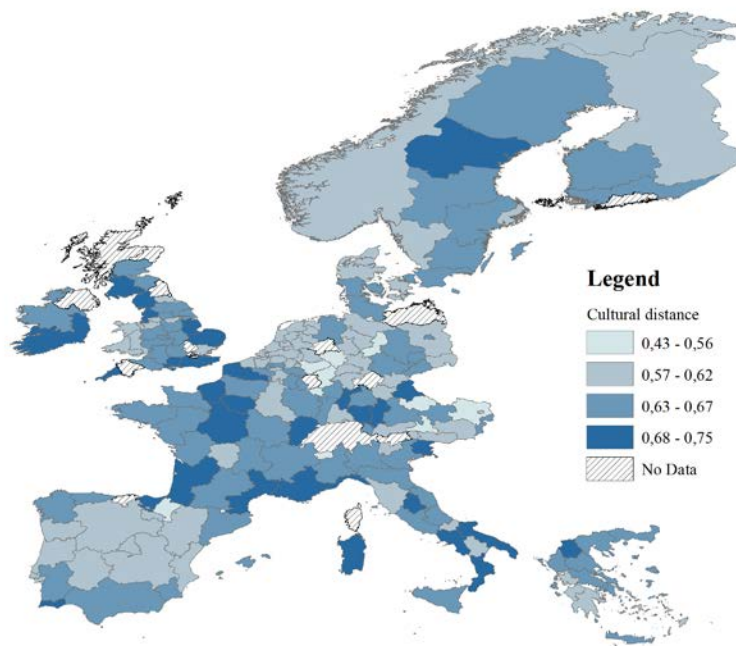 Legend
Cultural distance
0,43 - 0,56
0,57 - 0,62
0,63 - 0,67
0,68 - 0,75
No Data